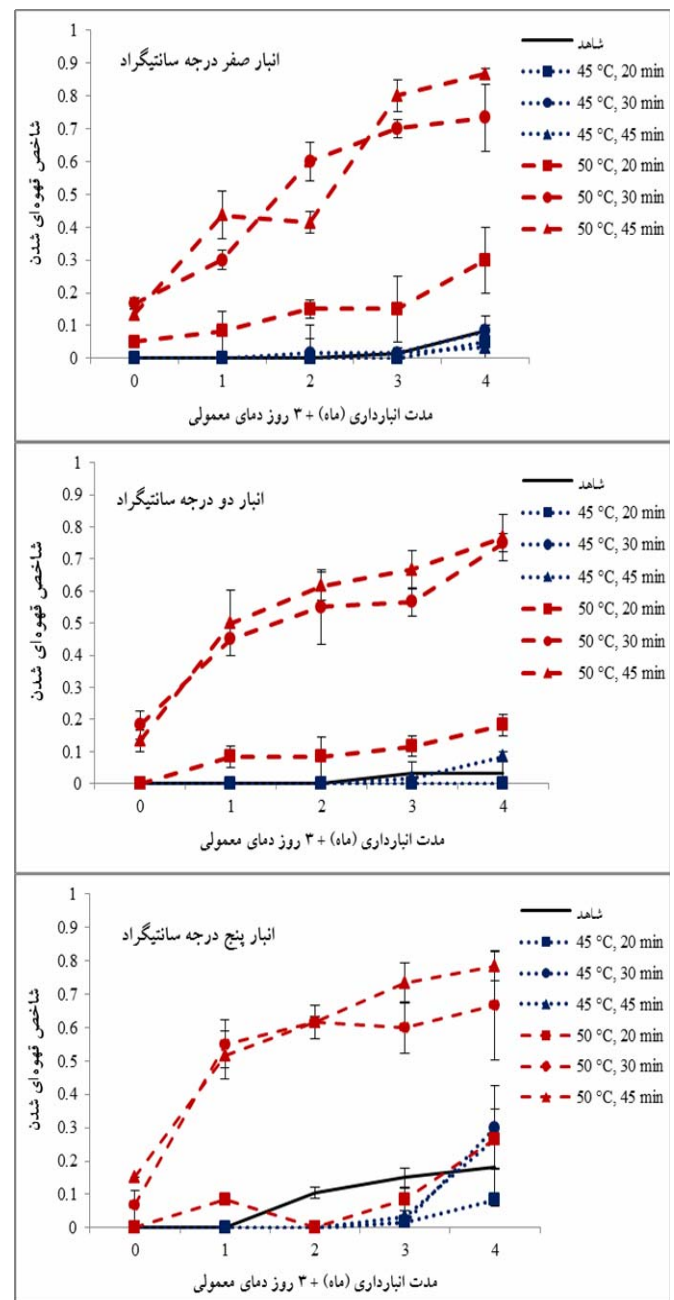 انبار صفر درجه سانتیگراد
شاخص قهوه ای شدن
1
0.9
0.8
0.7
0.6
0.5
0.4
0.3
0.2
0.1
0
0 1 2 3 4
مدت انبارداری (ماه) + ۳ روز دمای معمولی
شاهد
45 °C, 20 min
45 °C, 30 min
45 °C, 45 min
50 °C, 20 min
50 °C, 30 min
50 °C, 45 min
انبار دو درجه سانتیگراد
شاخص قهوه ای شدن
1
0.9
0.8
0.7
0.6
0.5
0.4
0.3
0.2
0.1
0
0 1 2 3 4
مدت انبارداری (ماه) + ۳ روز دمای معمولی
شاهد
45 °C, 20 min
45 °C, 30 min
45 °C, 45 min
50 °C, 20 min
50 °C, 30 min
50 °C, 45 min
انبار پنج درجه سانتیگراد
شاخص قهوه ای شدن
1
0.9
0.8
0.7
0.6
0.5
0.4
0.3
0.2
0.1
0
0 1 2 3 4
مدت انبارداری (ماه) + ۳ روز دمای معمولی
شاهد
45 °C, 20 min
45 °C, 30 min
45 °C, 45 min
50 °C, 20 min
50 °C, 30 min
50 °C, 45 min